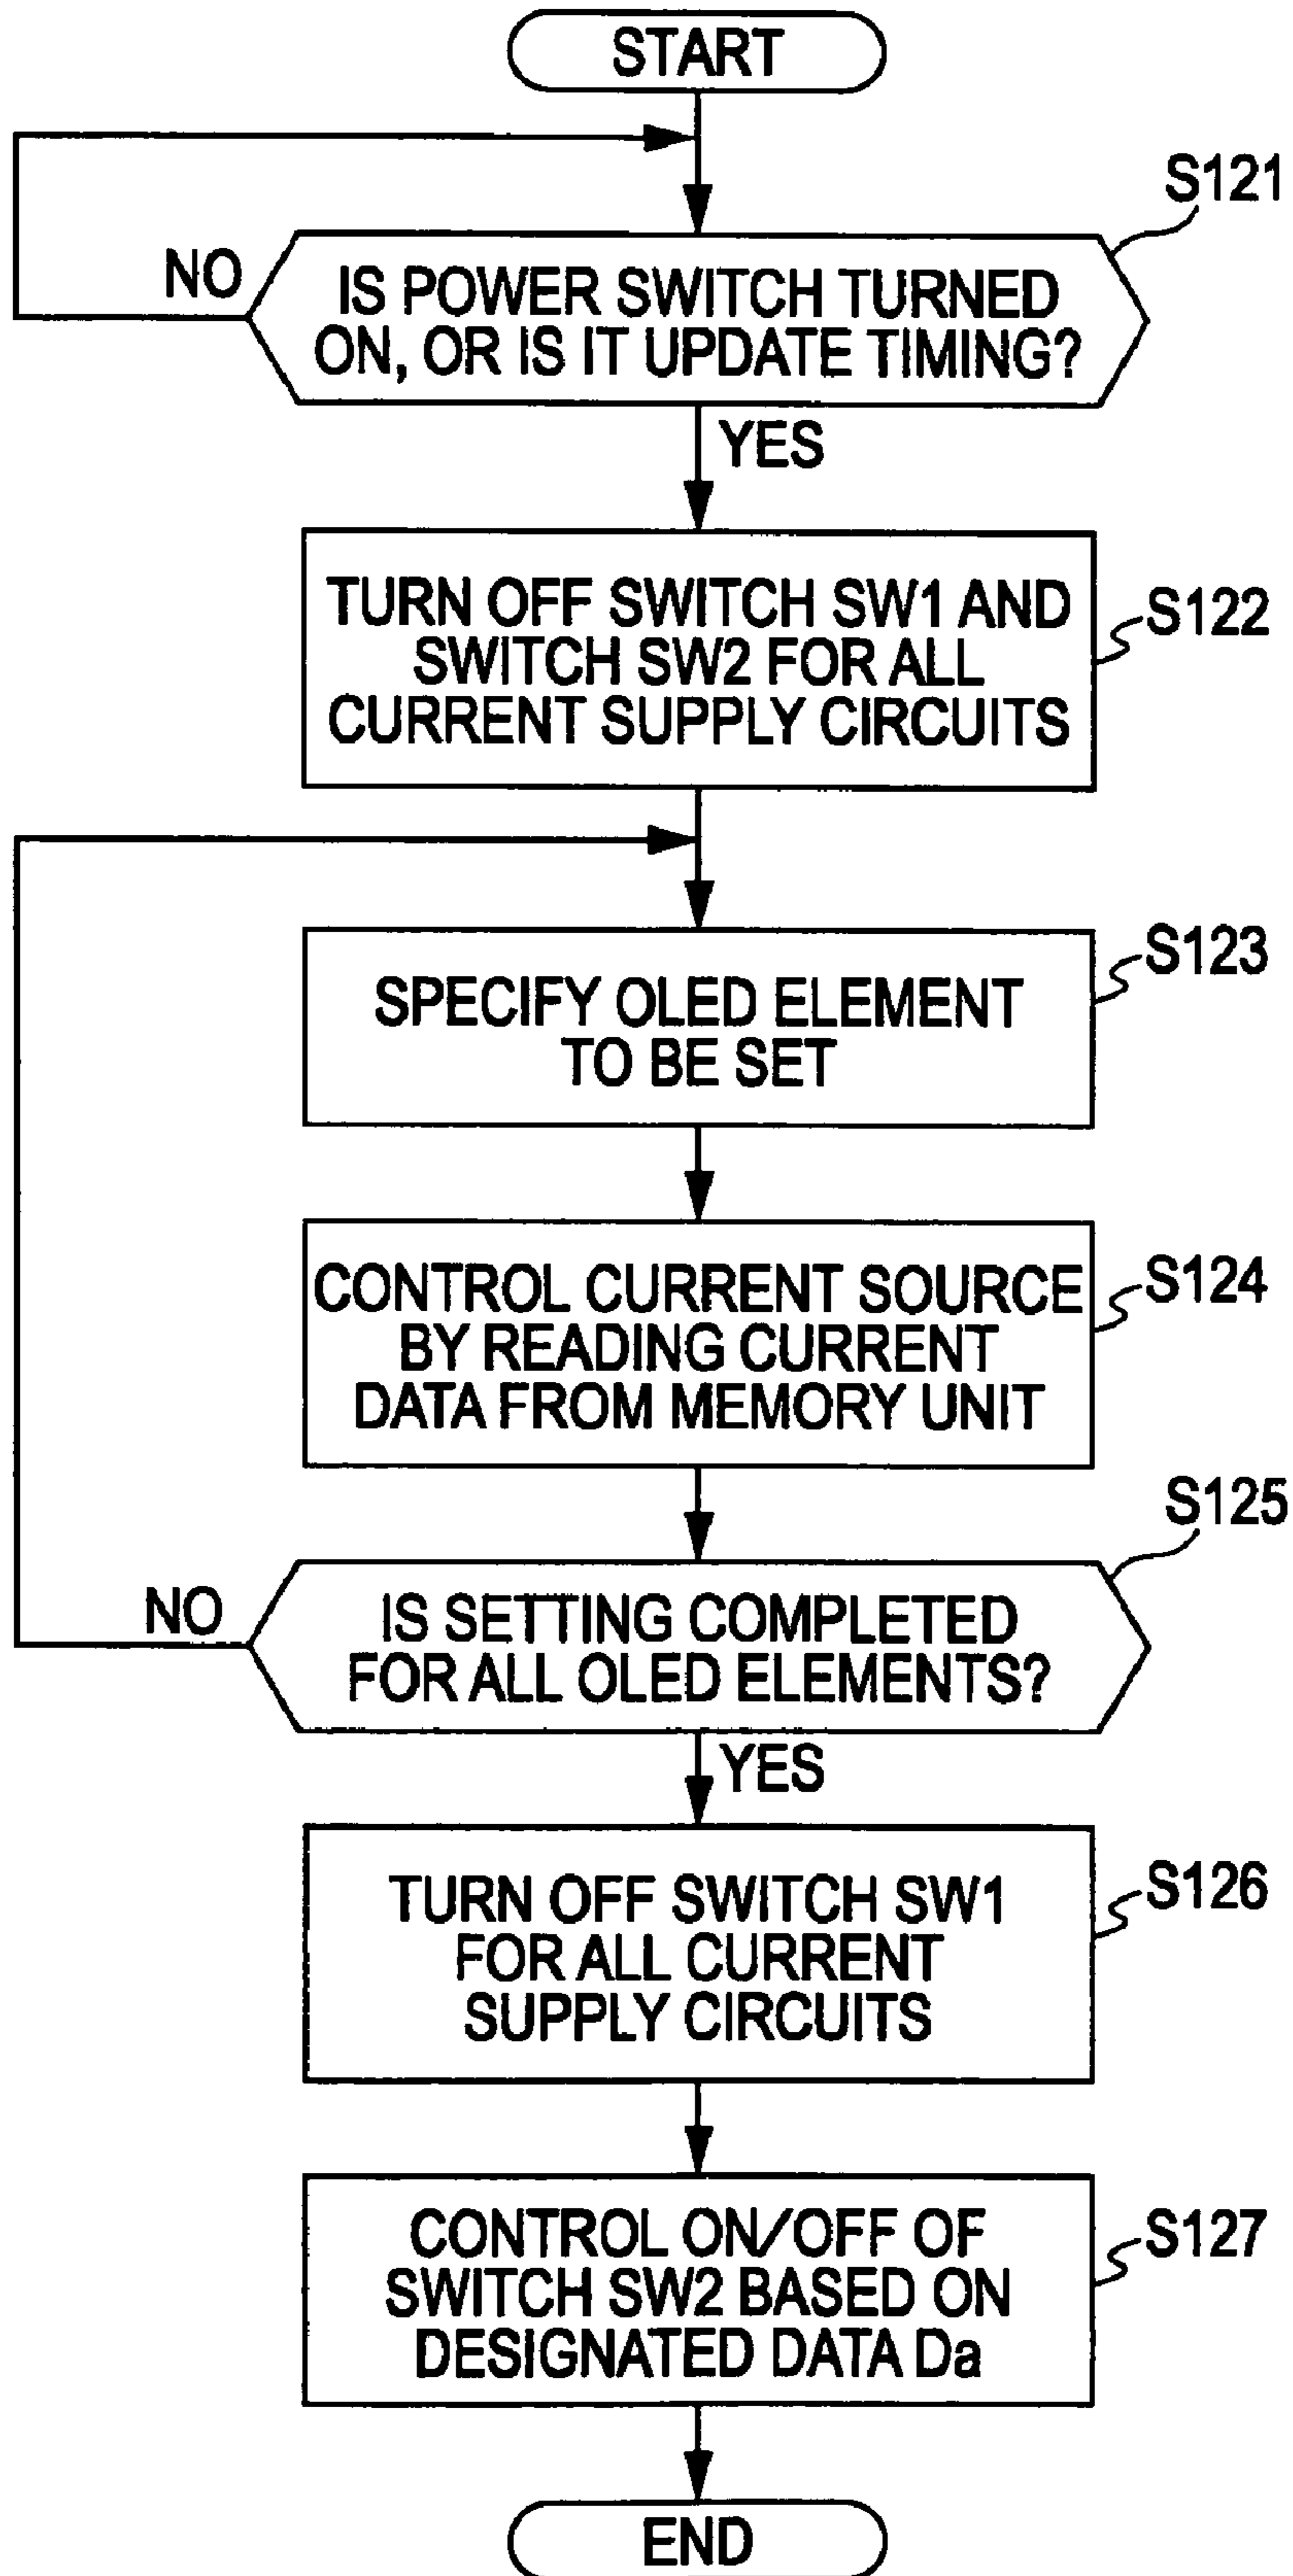 START
S121
NO
IS POWER SWITCH TURNED
ON, OR IS IT UPDATE TIMING?
YES
TURN OFF SWITCH SW1 AND
SWITCH SW2 FOR ALL
CURRENT SUPPLY CIRCUITS
S122
SPECIFY OLED ELEMENT
TO BE SET
S123
CONTROL CURRENT SOURCE
BY READING CURRENT
DATA FROM MEMORY UNIT
S124
S125
NO
IS SETTING COMPLETED
FOR ALL OLED ELEMENTS?
YES
TURN OFF SWITCH SW1
FOR ALL CURRENT
SUPPLY CIRCUITS
S126
CONTROL ON/OFF OF
SWITCH SW2 BASED ON
DESIGNATED DATA Da
S127
END